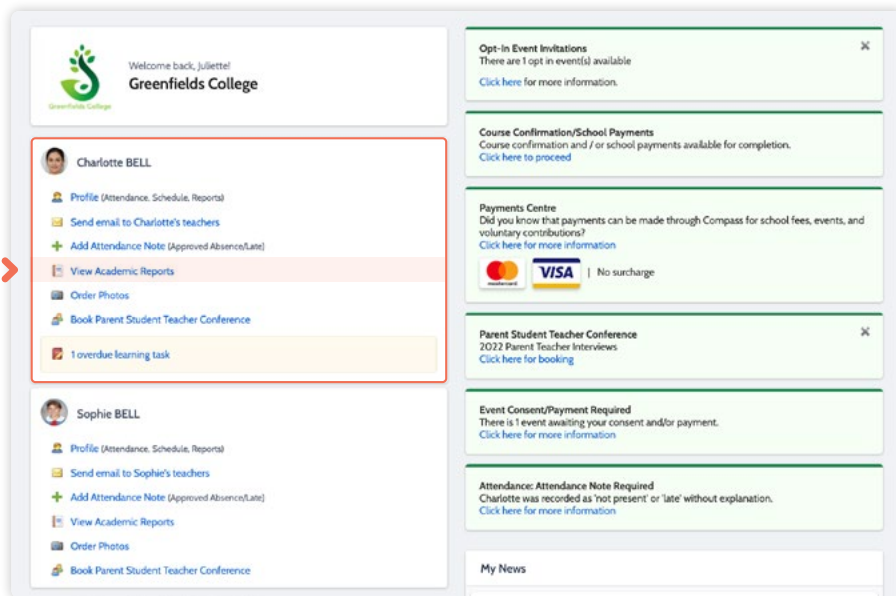 Welcome back, Juliette!
Greenfields College
Greenfields College
Charlotte BELL
Profile (Attendance, Schedule, Reports)
Send email to Charlotte's teachers
Add Attendance Note (Approved Absence/Late)
View Academic Reports
Order Photos
Book Parent Student Teacher Conference
1 overdue learning task
Sophie BELL
Profile (Attendance, Schedule, Reports)
Send email to Sophie's teachers
Add Attendance Note (Approved Absence/Late)
View Academic Reports
Order Photos
Book Parent Student Teacher Conference
Opt-In Event Invitations
There are 1 opt in event(s) available
Click here for more information.
Course Confirmation/School Payments
Course confirmation and / or school payments available for completion.
Click here to proceed
Payments Centre
Did you know that payments can be made through Compass for school fees, events, and
voluntary contributions?
Click here for more information
mastercard VISA | No surcharge
Parent Student Teacher Conference
2022 Parent Teacher Interviews
Click here for booking
Event Consent/Payment Required
There is 1 event awaiting your consent and/or payment.
Click here for more information
Attendance: Attendance Note Required
Charlotte was recorded as 'not present' or 'late' without explanation.
Click here for more information
My News